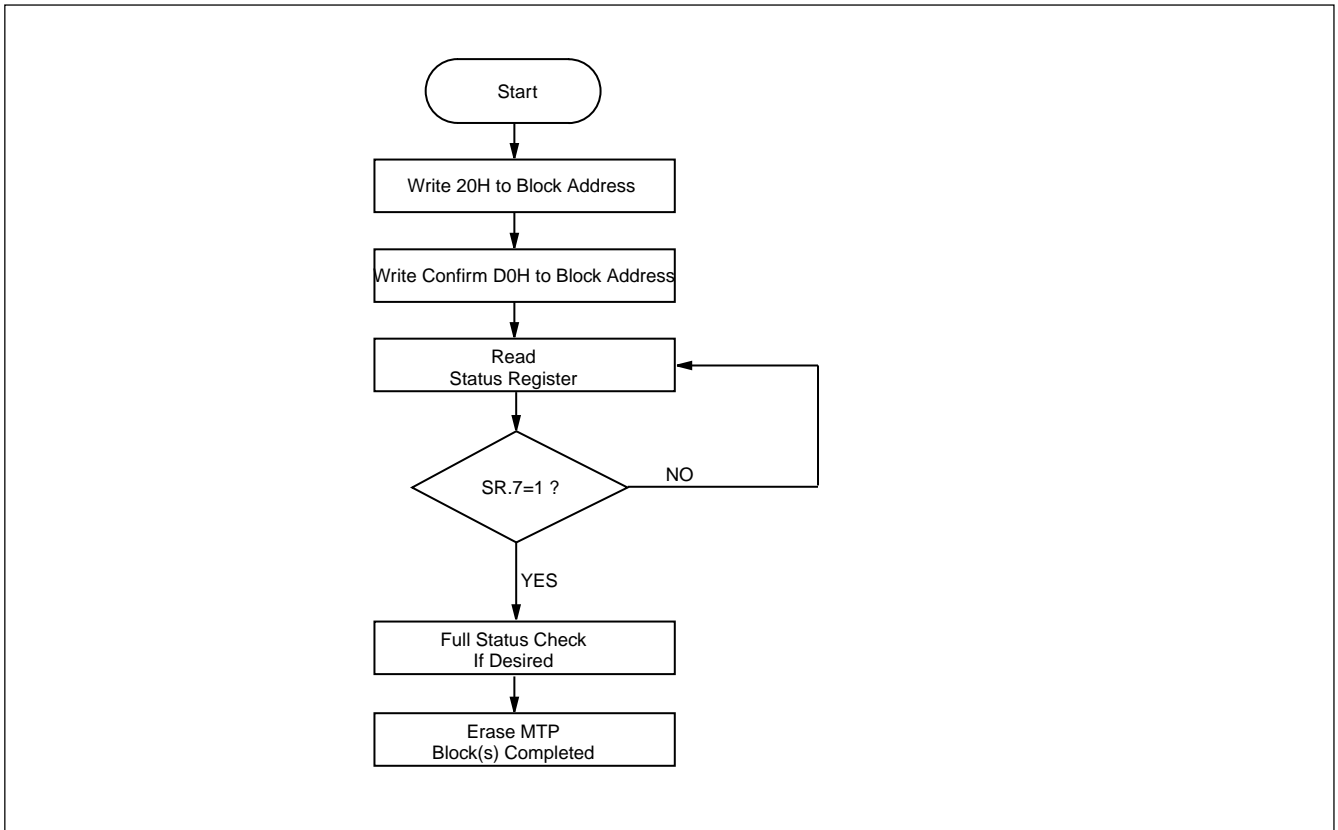 Start
Write 20H to Block Address
Write Confirm D0H to Block Address
Read
Status Register
SR.7=1 ?
NO
YES
Full Status Check
If Desired
Erase MTP
Block(s) Completed